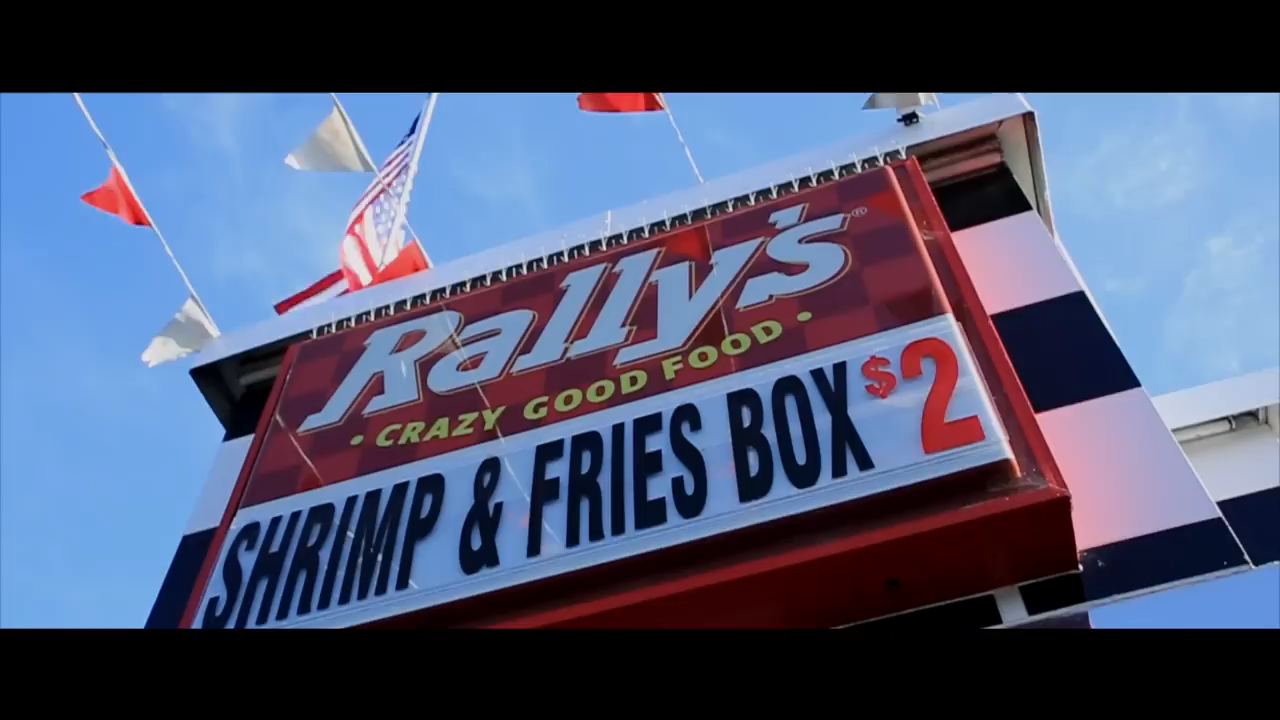 Rally's®
• CRAZY GOOD FOOD •
SHRIMP & FRIES BOX $2